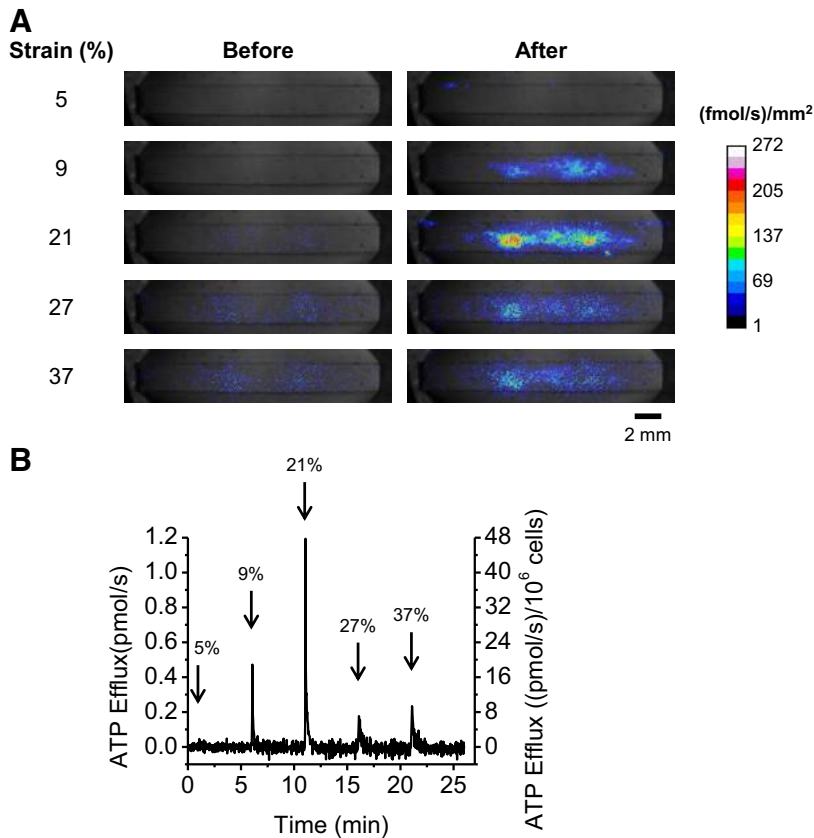 A
Strain (%)
Before
After
5
9
21
27
37
(fmol/s)/mm²
272
205
137
69
1
2 mm
B
21%
9%
5%
27%
37%
ATP Efflux(pmol/s)
1.2
1.0
0.8
0.6
0.4
0.2
0.0
48
40
32
24
16
8
0
ATP Efflux ((pmol/s)/10⁶ cells)
0 5 10 15 20 25
Time (min)